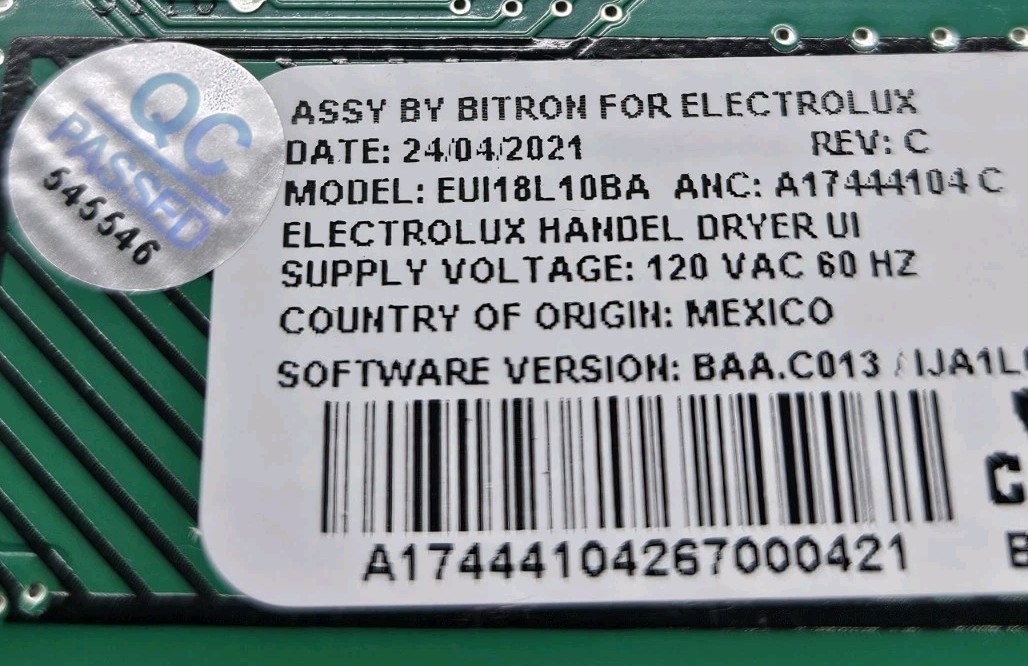 QC
PASSED
545546
ASSY BY BITRON FOR ELECTROLUX
DATE: 24/04/2021 REV: C
MODEL: EUI18L10BA ANC: A17444104 C
ELECTROLUX HANDEL DRYER UI
SUPPLY VOLTAGE: 120 VAC 60 HZ
COUNTRY OF ORIGIN: MEXICO
SOFTWARE VERSION: BAA.C013 / IJA1L
A17444104267000421